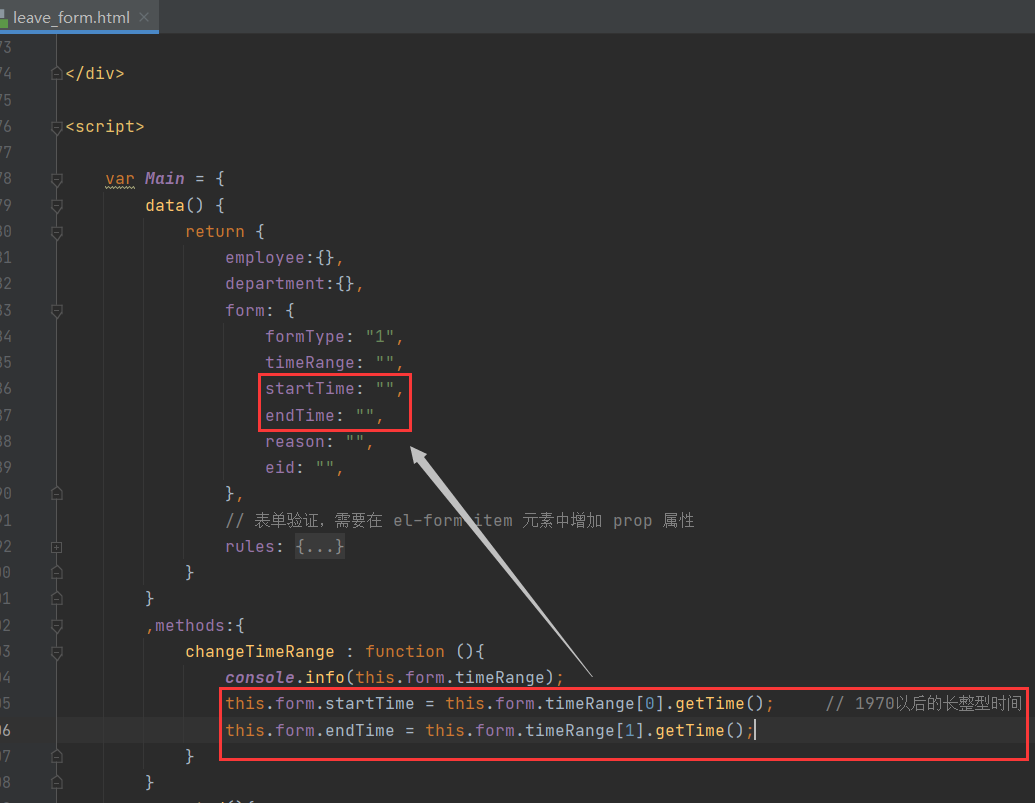 leave_form.html
73
74 </div>
75
76 <script>
77
78 var Main = {
79 data() {
80 return {
81 employee:{},
82 department:{},
83 form: {
84 formType: "1",
85 timeRange: "",
86 startTime: "",
87 endTime: "",
88 reason: "",
89 eid: "",
90 },
91 // 表单验证，需要在 el-form-item 元素中增加 prop 属性
92 rules: {...}
00 }
01 }
02 ,methods:{
03 changeTimeRange : function (){
04 console.info(this.form.timeRange);
05 this.form.startTime = this.form.timeRange[0].getTime(); // 1970以后的长整型时间
06 this.form.endTime = this.form.timeRange[1].getTime();
07 }
08 }